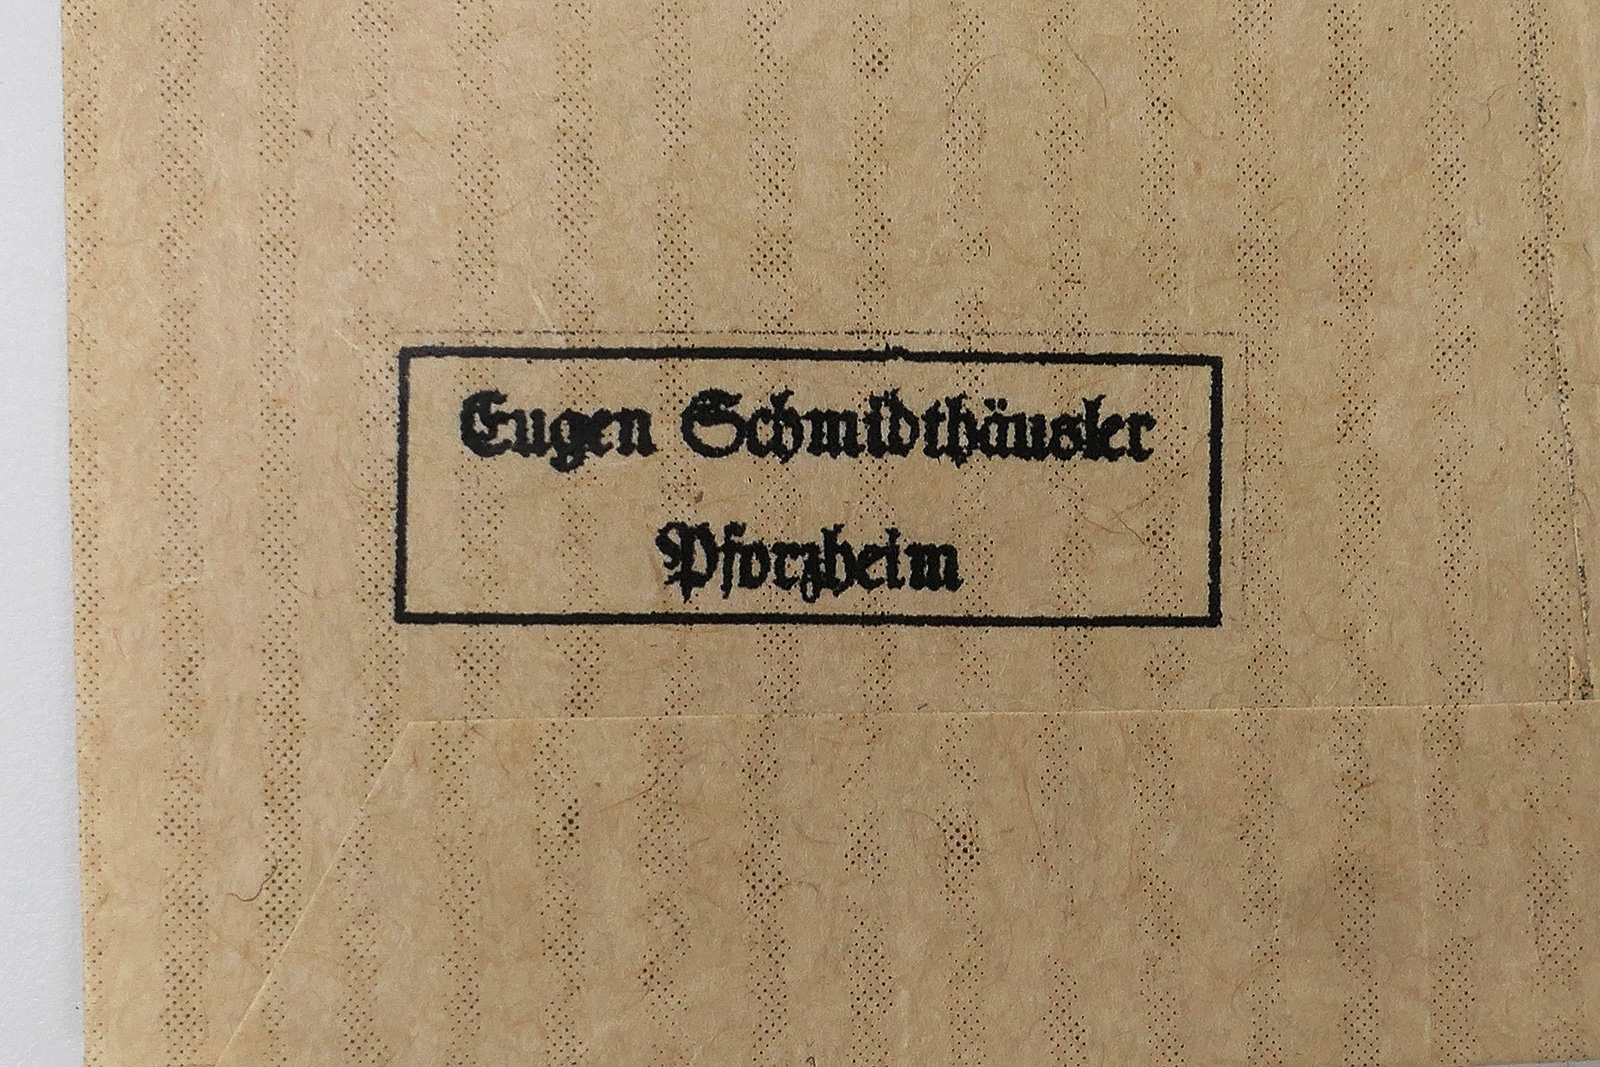 Eugen Schmidthäusler
Pforzheim